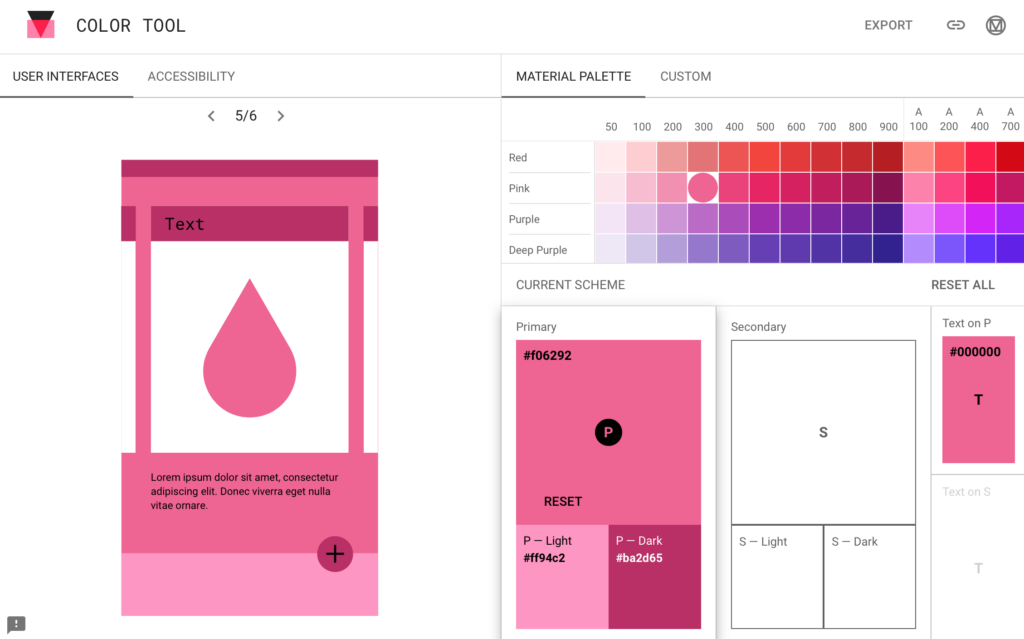 COLOR TOOL
EXPORT
USER INTERFACES
ACCESSIBILITY
5/6
Text
Lorem ipsum dolor sit amet, consectetur
adipiscing elit. Donec viverra eget nulla
vitae ornare.
MATERIAL PALETTE
CUSTOM
50 100 200 300 400 500 600 700 800 900 A 100 A 200 A 400 A 700
Red
Pink
Purple
Deep Purple
CURRENT SCHEME
RESET ALL
Primary
#f06292
P
RESET
P — Light
#ff94c2
P — Dark
#ba2d65
Secondary
S
S — Light
S — Dark
Text on P
#000000
T
Text on S
T